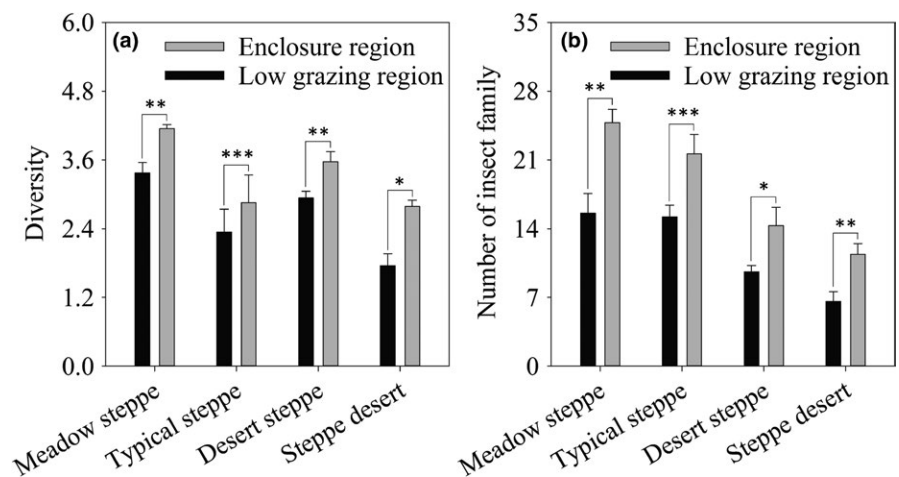 (a)
Enclosure region
Low grazing region
Diversity
6.0
4.8
3.6
2.4
1.2
0.0
**
***
**
*
Meadow steppe
Typical steppe
Desert steppe
Steppe desert
(b)
Enclosure region
Low grazing region
Number of insect family
35
28
21
14
7
0
**
***
*
**
Meadow steppe
Typical steppe
Desert steppe
Steppe desert